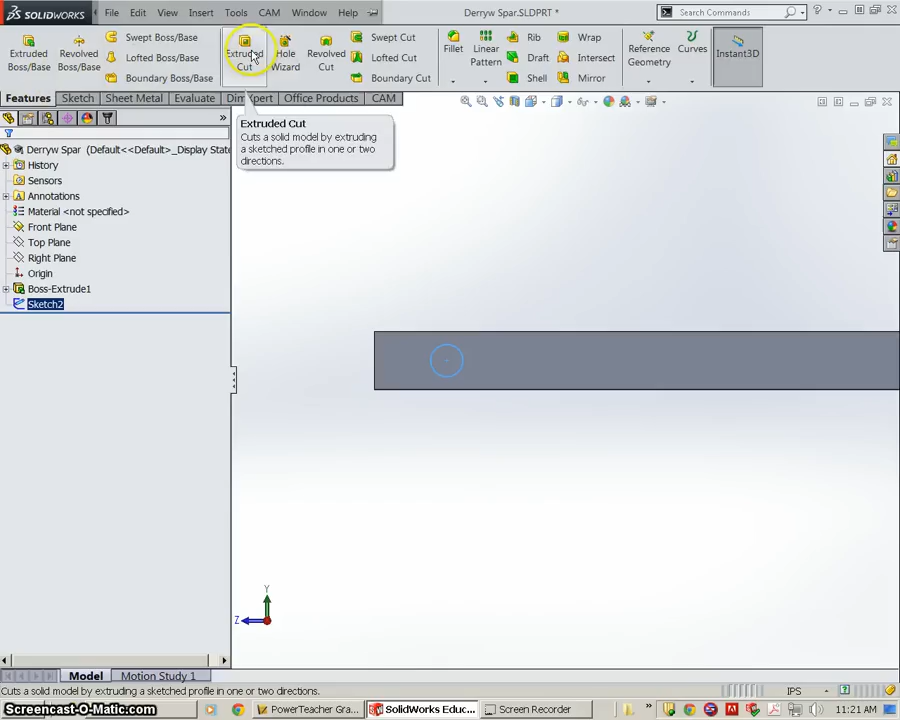 SOLIDWORKS
File
Edit
View
Insert
Tools
CAM
Window
Help
Derryw Spar.SLDPRT *
Search Commands
Extruded
Boss/Base
Revolved
Boss/Base
Swept Boss/Base
Lofted Boss/Base
Boundary Boss/Base
Extruded
Cut
Hole
Wizard
Revolved
Cut
Swept Cut
Lofted Cut
Boundary Cut
Fillet
Linear
Pattern
Rib
Draft
Shell
Wrap
Intersect
Mirror
Reference
Geometry
Curves
Instant3D
Features
Sketch
Sheet Metal
Evaluate
DimXpert
Office Products
CAM
Extruded Cut
Cuts a solid model by extruding
a sketched profile in one or two
directions.
Derryw Spar (Default<<Default>_Display State
History
Sensors
Annotations
Material <not specified>
Front Plane
Top Plane
Right Plane
Origin
Boss-Extrude1
Sketch2
Y
Z
Model
Motion Study 1
Cuts a solid model by extruding a sketched profile in one or two directions.
IPS
Screencast-O-Matic.com
PowerTeacher Gra...
SolidWorks Educ...
Screen Recorder
11:21 AM